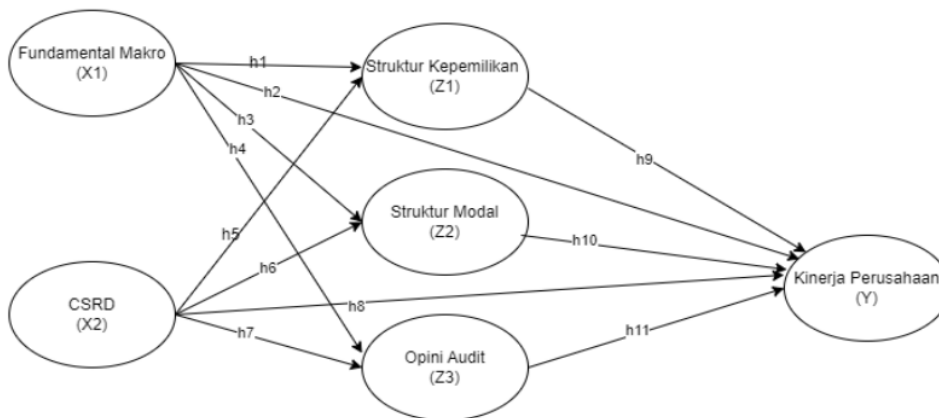 Fundamental Makro
(X1)
h1
Struktur Kepemilikan
(Z1)
h2
h3
h4
h9
Struktur Modal
(Z2)
h5
h10
h6
CSRD
(X2)
h8
h7
Kinerja Perusahaan
(Y)
h11
Opini Audit
(Z3)